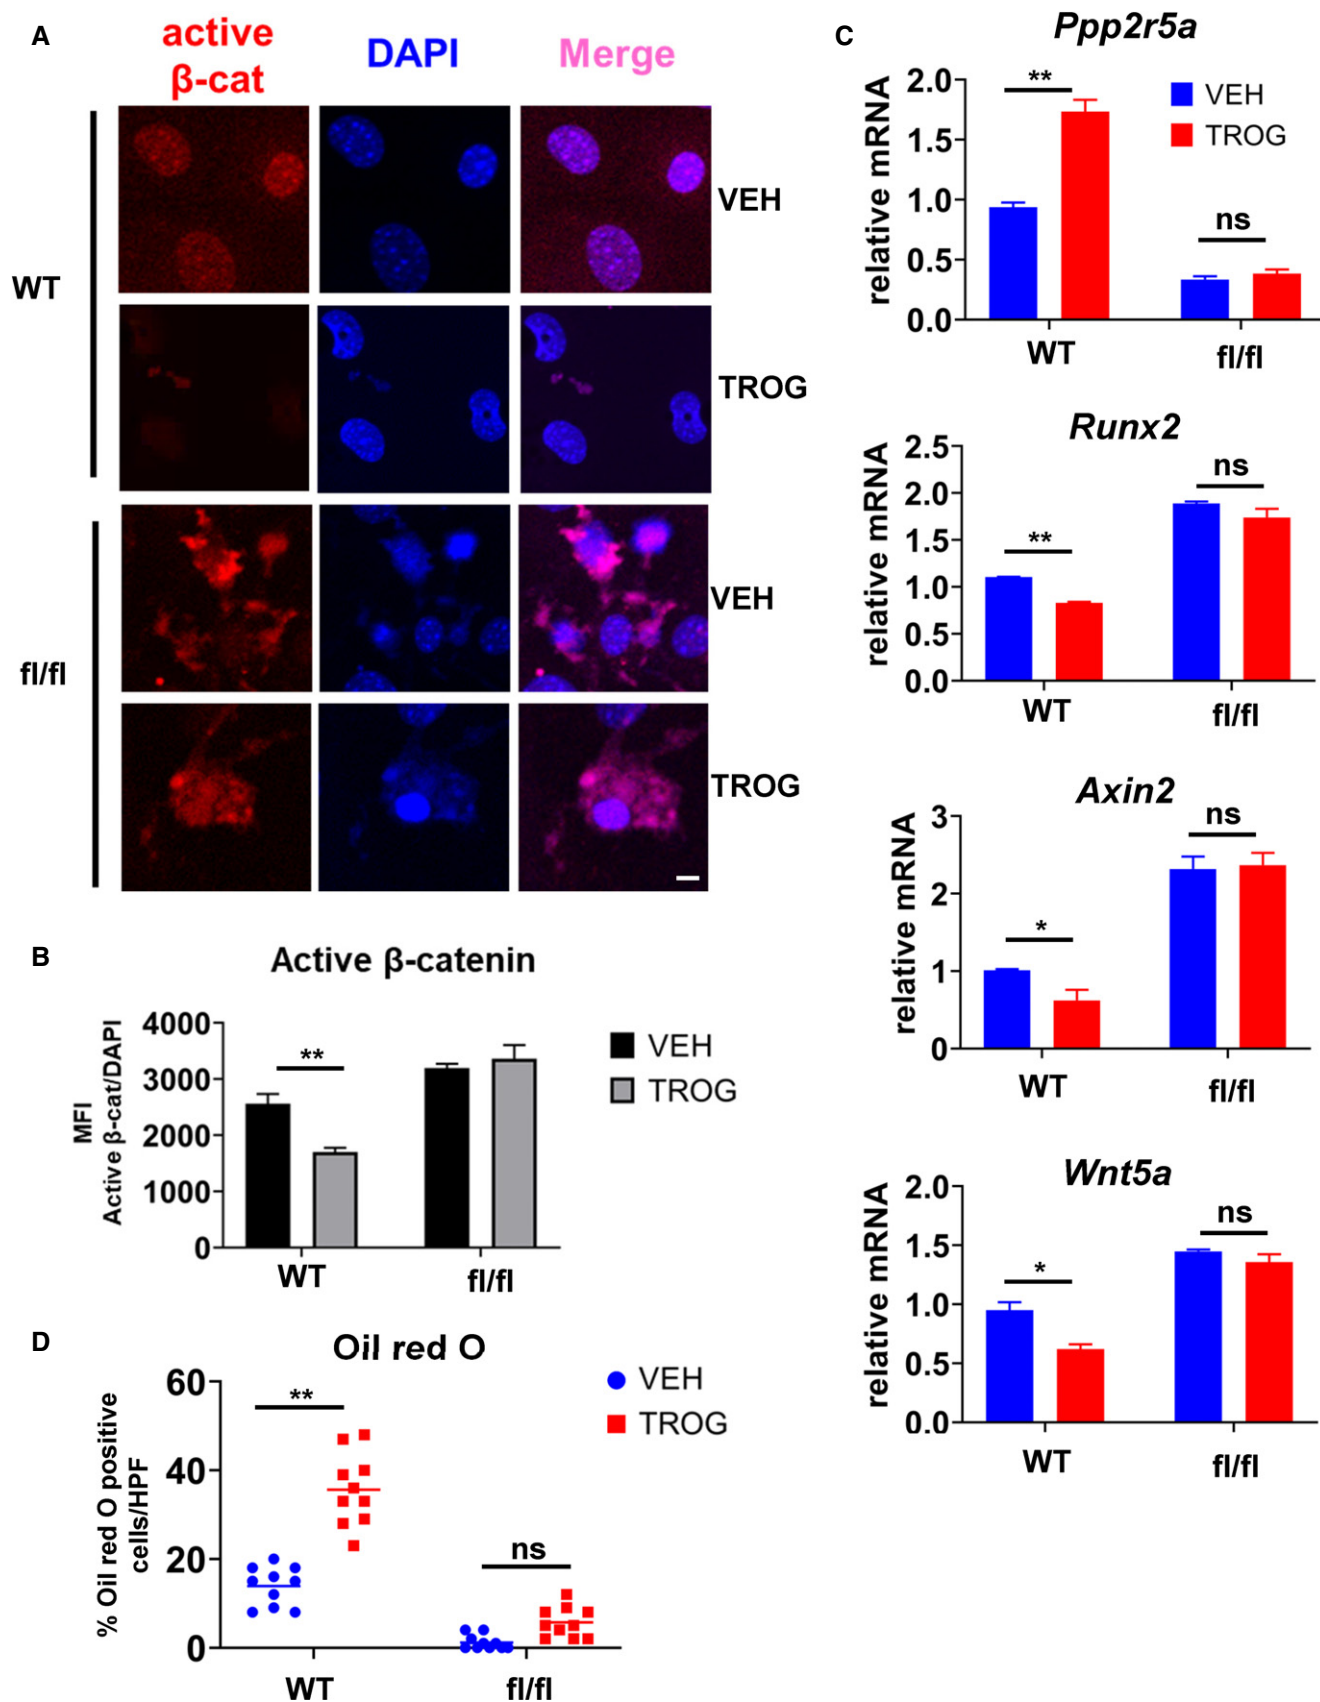 A
active
β-cat
DAPI
Merge
WT
VEH
TROG
fl/fl
VEH
TROG
B
Active β-catenin
MFI
Active β-cat/DAPI
4000
3000
2000
1000
0
**
VEH
TROG
WT
fl/fl
C
Ppp2r5a
relative mRNA
2.0
1.5
1.0
0.5
0.0
**
ns
VEH
TROG
WT
fl/fl
Runx2
relative mRNA
2.5
2.0
1.5
1.0
0.5
0.0
**
ns
WT
fl/fl
Axin2
relative mRNA
3
2
1
0
*
ns
WT
fl/fl
Wnt5a
relative mRNA
2.0
1.5
1.0
0.5
0.0
*
ns
WT
fl/fl
D
Oil red O
% Oil red O positive
cells/HPF
60
40
20
0
**
ns
VEH
TROG
WT
fl/fl